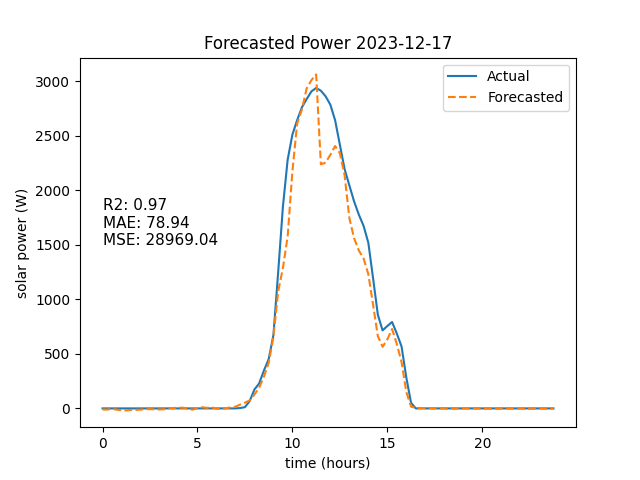 Forecasted Power 2023-12-17
Actual
Forecasted
R2: 0.97
MAE: 78.94
MSE: 28969.04
solar power (W)
3000
2500
2000
1500
1000
500
0
0 5 10 15 20
time (hours)